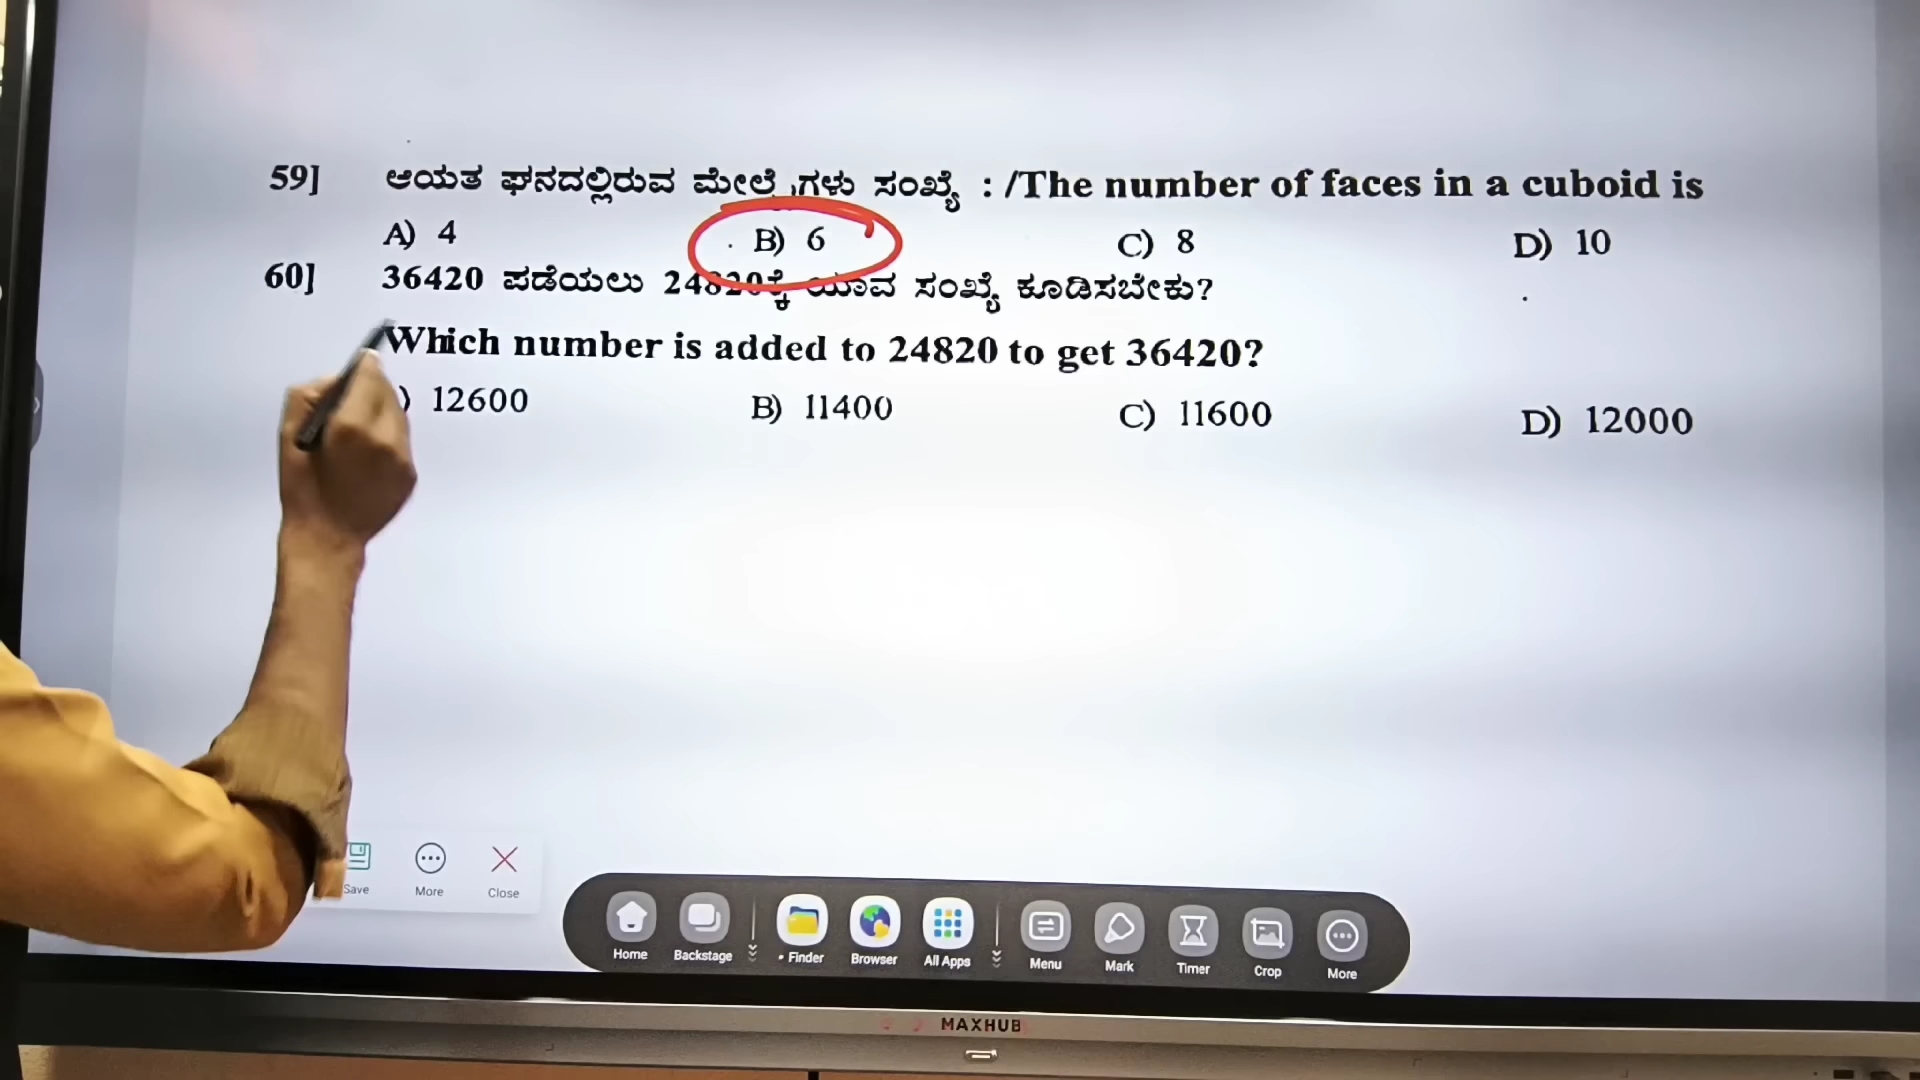 59] ಆಯತ ಘನದಲ್ಲಿರುವ ಮೇಲ್ಮೈಗಳು ಸಂಖ್ಯೆ : /The number of faces in a cuboid is
A) 4 B) 6 C) 8 D) 10
60] 36420 ಪಡೆಯಲು 24820ಕ್ಕೆ ಯಾವ ಸಂಖ್ಯೆ ಕೂಡಿಸಬೇಕು?
Which number is added to 24820 to get 36420?
) 12600 B) 11400 C) 11600 D) 12000
Save More Close
Home Backstage Finder Browser All Apps Menu Mark Timer Crop More
MAXHUB